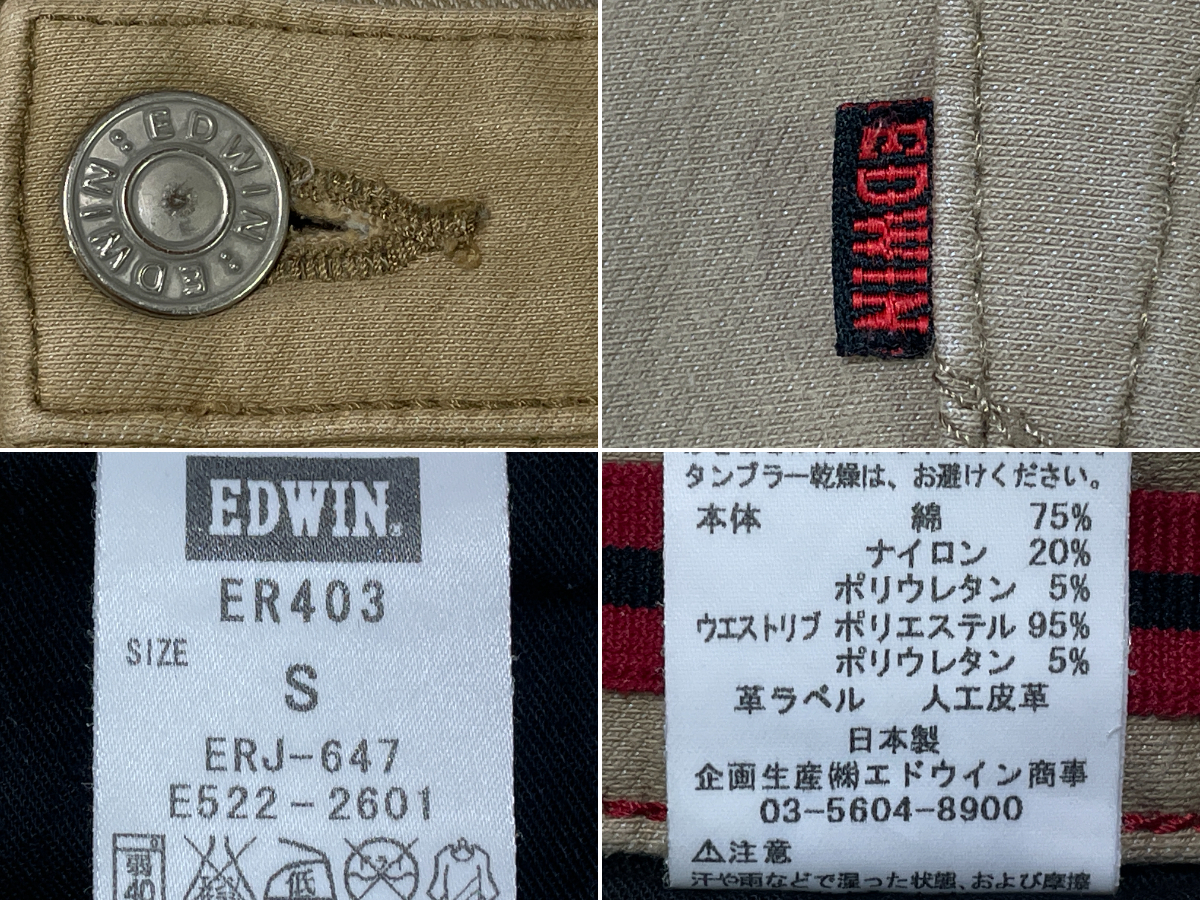 EDWIN:EDWIN:EDWIN:
EDWIN
EDWIN®
ER403
SIZE
S
ERJ-647
E522-2601
弱
40
低
タンブラー乾燥は、お避けください。
本体 綿 75%
ナイロン 20%
ポリウレタン 5%
ウエストリブ ポリエステル 95%
ポリウレタン 5%
革ラベル 人工皮革
日本製
企画生産㈱エドウイン商事
03-5604-8900
⚠注意
汗や雨などで湿った状態、および摩擦